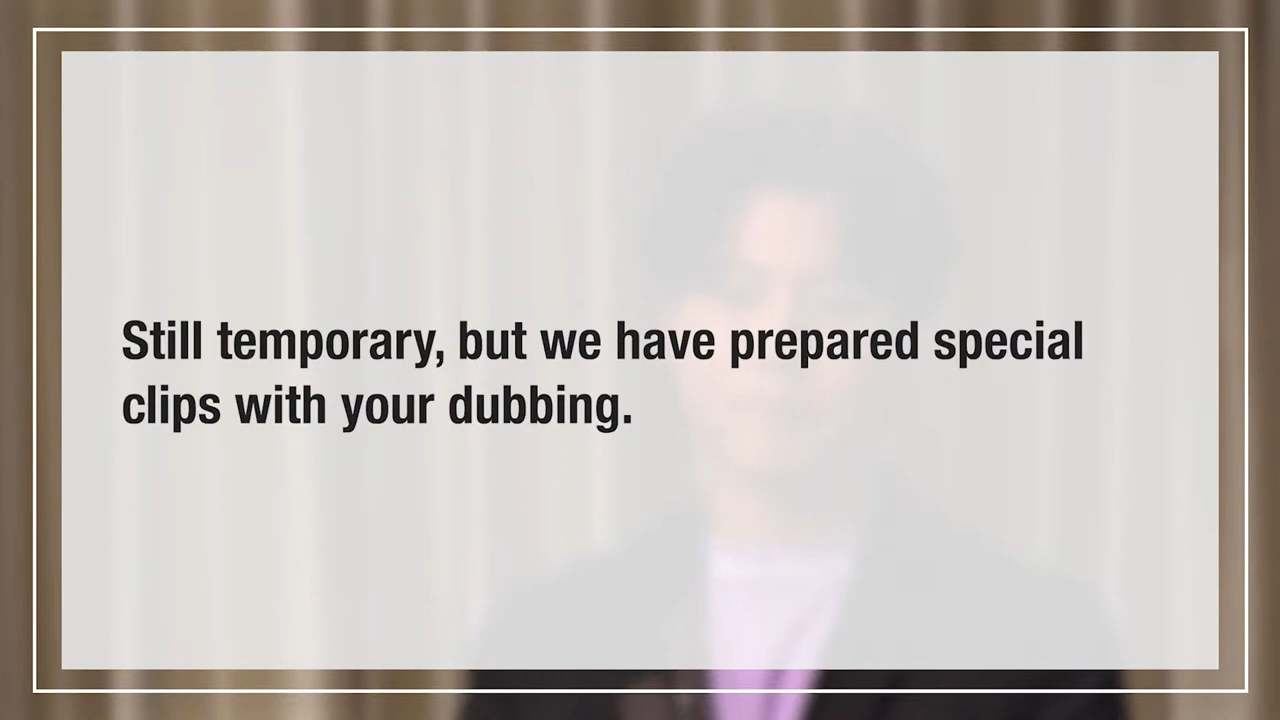 Still temporary, but we have prepared special
clips with your dubbing.